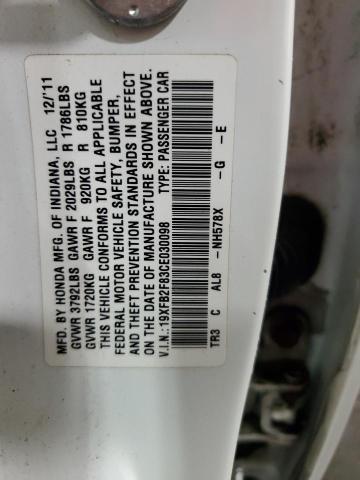 MFD. BY HONDA MFG. OF INDIANA, LLC 12/'11
GVWR 3792LBS GAWR F 2029LBS R 1786LBS
GVWR 1720KG GAWR F 920KG R 810KG
THIS VEHICLE CONFORMS TO ALL APPLICABLE
FEDERAL MOTOR VEHICLE SAFETY, BUMPER,
AND THEFT PREVENTION STANDARDS IN EFFECT
ON THE DATE OF MANUFACTURE SHOWN ABOVE.
V.I.N.:19XFB2F83CE030098 TYPE: PASSENGER CAR
TR3 C AL8 -NH578X -G -E